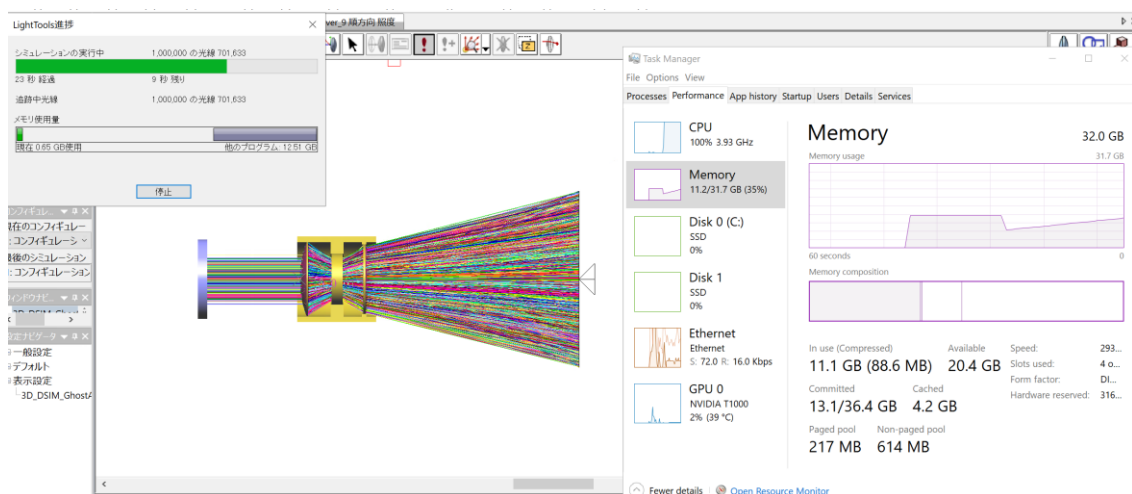 LightTools進捗
シミュレーションの実行中
1,000,000 の光線 701,633
23 秒 経過
9 秒 残り
追跡中光線
1,000,000 の光線 701,633
メモリ使用量
現在 0.65 GB使用
他のプログラム: 12.51 GB
停止
ver_9 順方向 照度
現在のコンフィギュレー
コンフィギュレーシ
最後のシミュレーション
コンフィギュレーション
一般設定
デフォルト
表示設定
3D_DSIM_GhostA
Task Manager
File Options View
Processes Performance App history Startup Users Details Services
CPU
100% 3.93 GHz
Memory
11.2/31.7 GB (35%)
Disk 0 (C:)
SSD
0%
Disk 1
SSD
0%
Ethernet
Ethernet
S: 72.0 R: 16.0 Kbps
GPU 0
NVIDIA T1000
2% (39 °C)
Memory
32.0 GB
Memory usage
31.7 GB
60 seconds
0
Memory composition
In use (Compressed)
11.1 GB (88.6 MB)
Available
20.4 GB
Committed
13.1/36.4 GB
Cached
4.2 GB
Paged pool
217 MB
Non-paged pool
614 MB
Speed: 293...
Slots used: 4 o...
Form factor: DI...
Hardware reserved: 316...
Fewer details
Open Resource Monitor